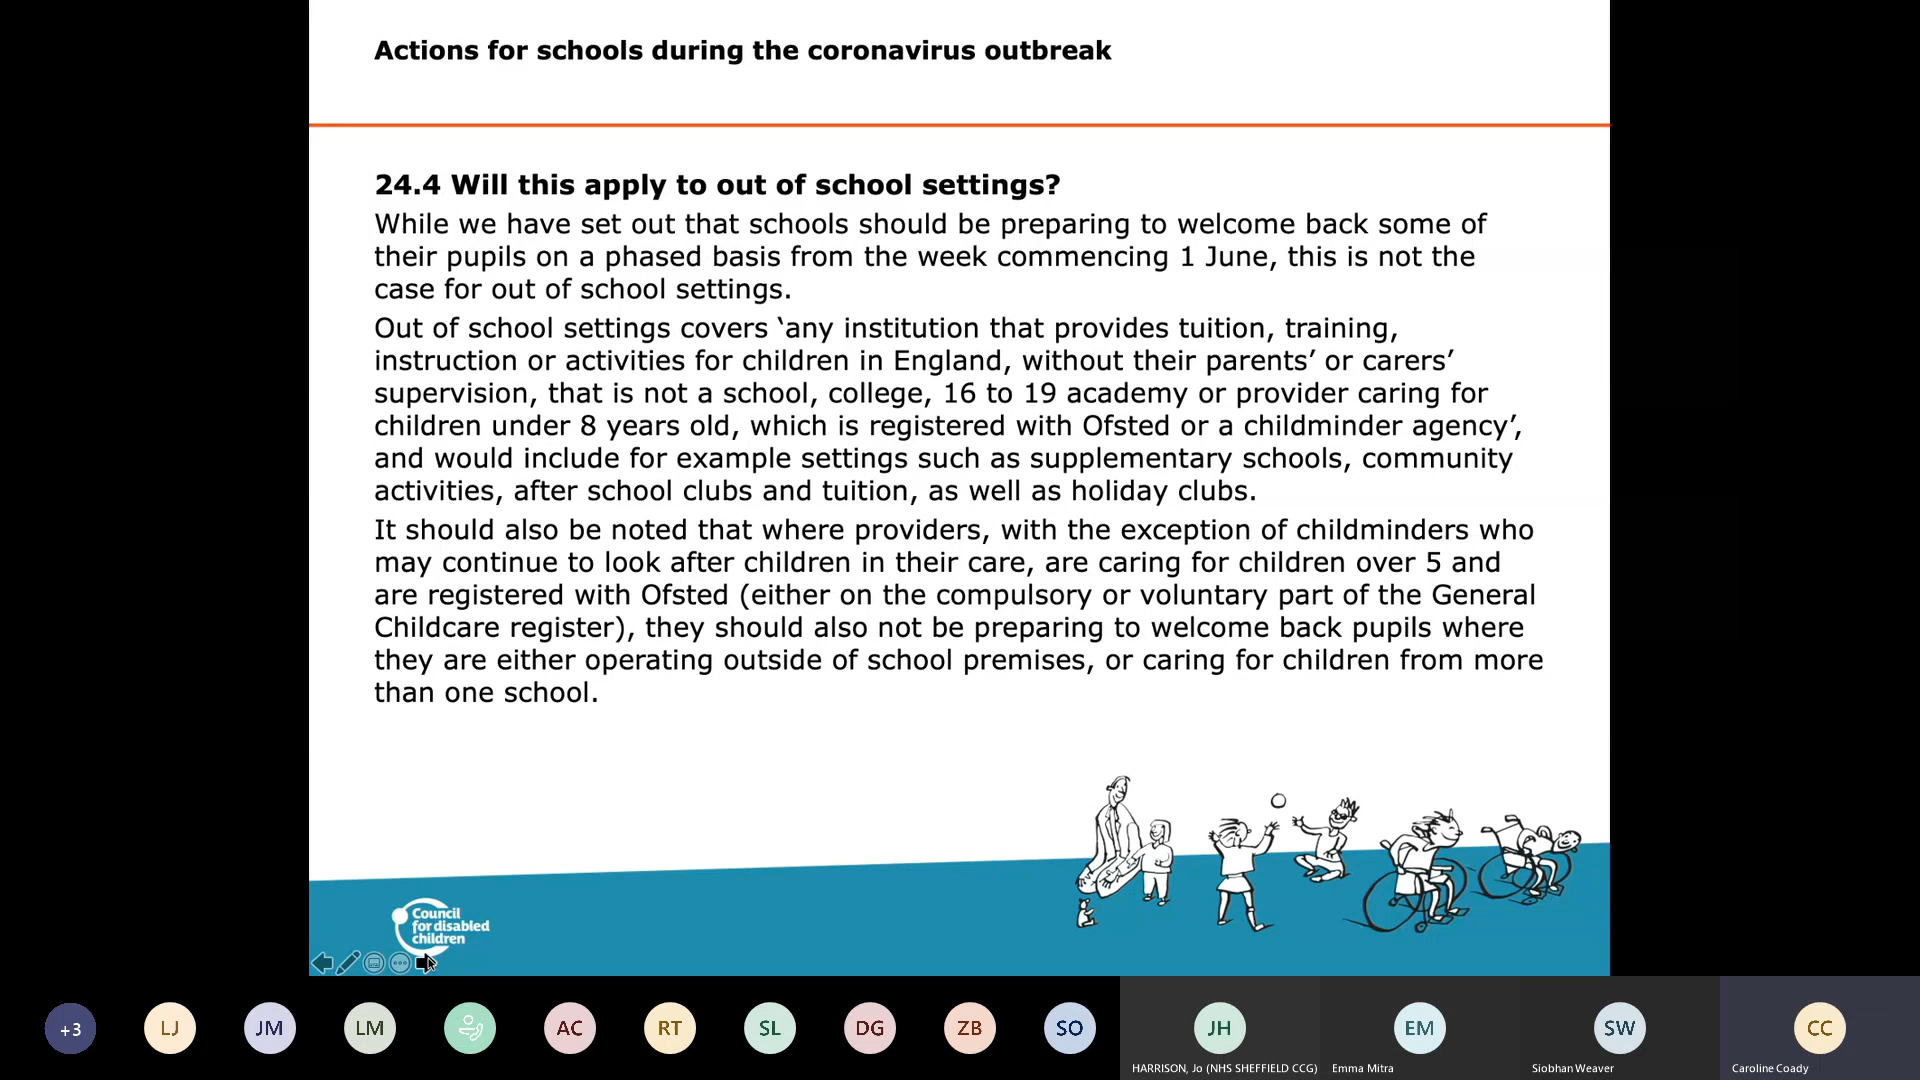 Actions for schools during the coronavirus outbreak
24.4 Will this apply to out of school settings?
While we have set out that schools should be preparing to welcome back some of
their pupils on a phased basis from the week commencing 1 June, this is not the
case for out of school settings.
Out of school settings covers ‘any institution that provides tuition, training,
instruction or activities for children in England, without their parents’ or carers’
supervision, that is not a school, college, 16 to 19 academy or provider caring for
children under 8 years old, which is registered with Ofsted or a childminder agency’,
and would include for example settings such as supplementary schools, community
activities, after school clubs and tuition, as well as holiday clubs.
It should also be noted that where providers, with the exception of childminders who
may continue to look after children in their care, are caring for children over 5 and
are registered with Ofsted (either on the compulsory or voluntary part of the General
Childcare register), they should also not be preparing to welcome back pupils where
they are either operating outside of school premises, or caring for children from more
than one school.
Council
for disabled
children
+3 LJ JM LM AC RT SL DG ZB SO JH EM SW CC
HARRISON, Jo (NHS SHEFFIELD CCG) Emma Mitra Siobhan Weaver Caroline Coady